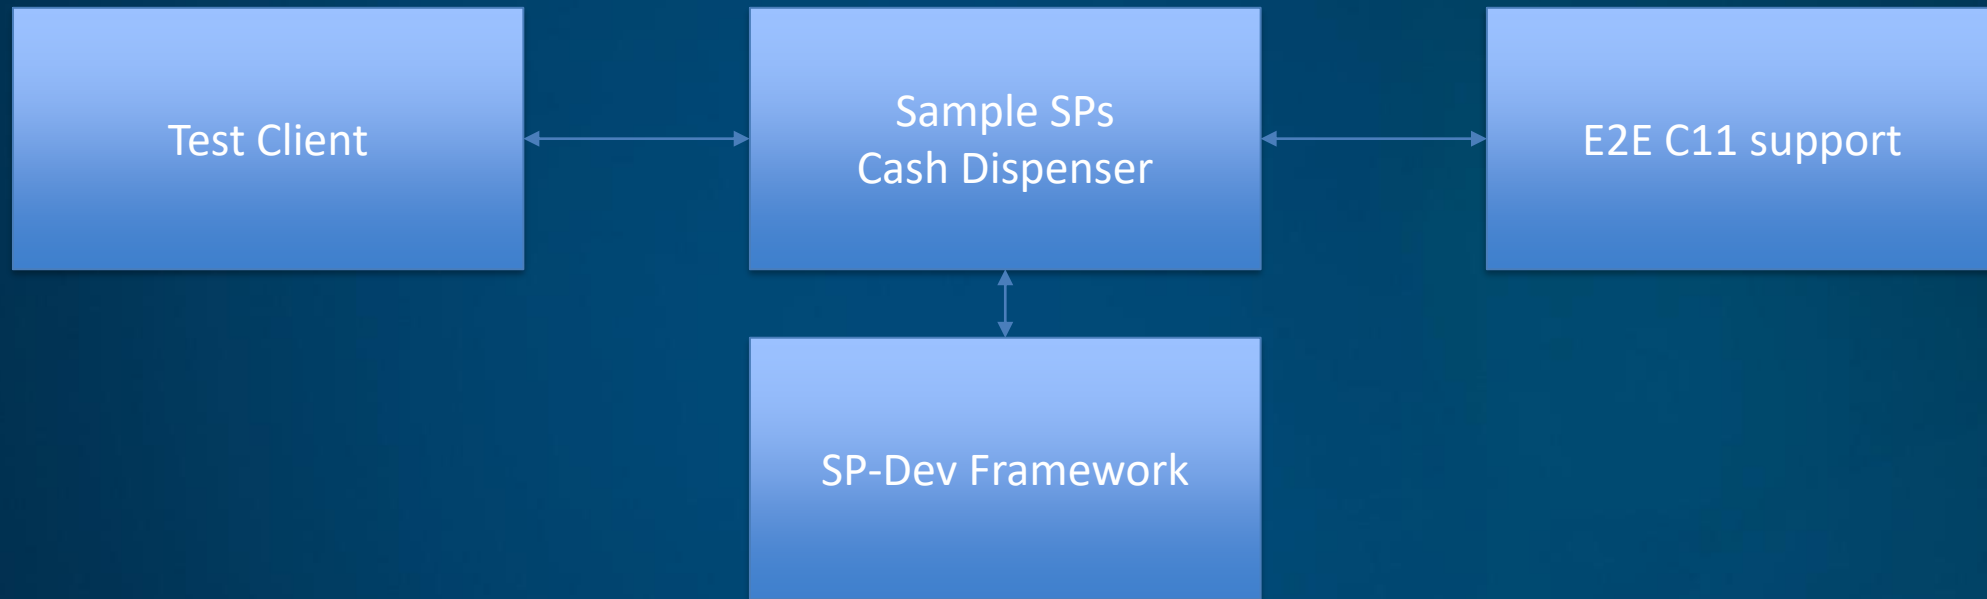 Test Client
Sample SPs
Cash Dispenser
E2E C11 support
SP-Dev Framework